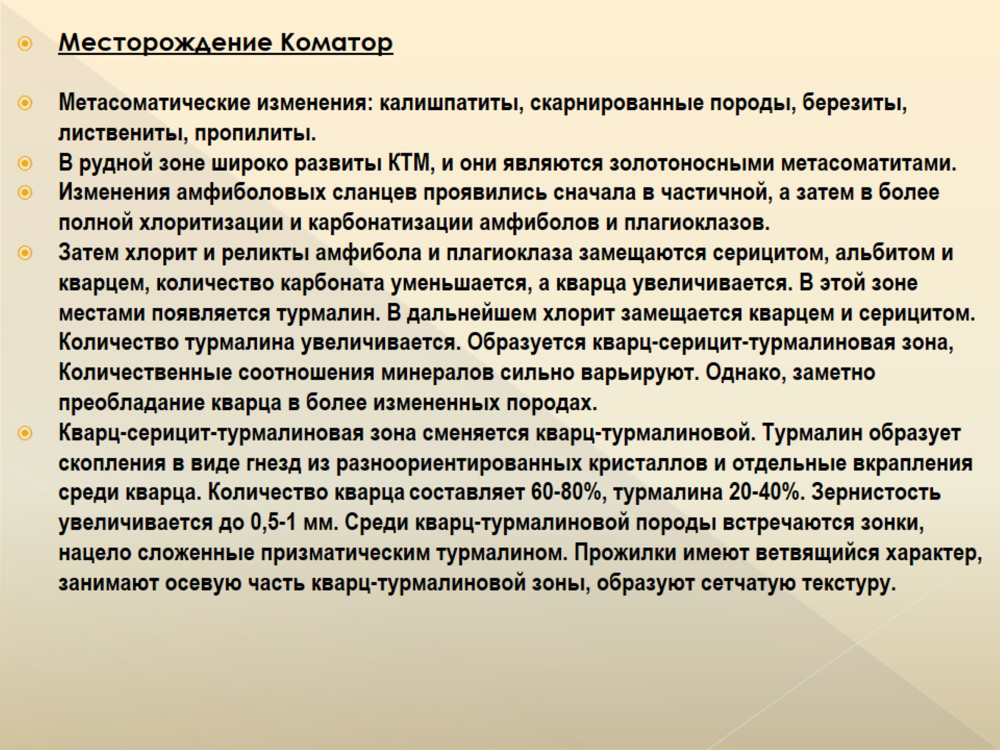 Месторождение Коматор
Метасоматические изменения: калишпатиты, скарнированные породы, березиты,
листвениты, пропилиты.
В рудной зоне широко развиты КТМ, и они являются золотоносными метасоматитами.
Изменения амфиболовых сланцев проявились сначала в частичной, а затем в более
полной хлоритизации и карбонатизации амфиболов и плагиоклазов.
Затем хлорит и реликты амфибола и плагиоклаза замещаются серицитом, альбитом и
кварцем, количество карбоната уменьшается, а кварца увеличивается. В этой зоне
местами появляется турмалин. В дальнейшем хлорит замещается кварцем и серицитом.
Количество турмалина увеличивается. Образуется кварц-серицит-турмалиновая зона,
Количественные соотношения минералов сильно варьируют. Однако, заметно
преобладание кварца в более измененных породах.
Кварц-серицит-турмалиновая зона сменяется кварц-турмалиновой. Турмалин образует
скопления в виде гнезд из разноориентированных кристаллов и отдельные вкрапления
среди кварца. Количество кварца составляет 60-80%, турмалина 20-40%. Зернистость
увеличивается до 0,5-1 мм. Среди кварц-турмалиновой породы встречаются зонки,
нацело сложенные призматическим турмалином. Прожилки имеют ветвящийся характер,
занимают осевую часть кварц-турмалиновой зоны, образуют сетчатую текстуру.